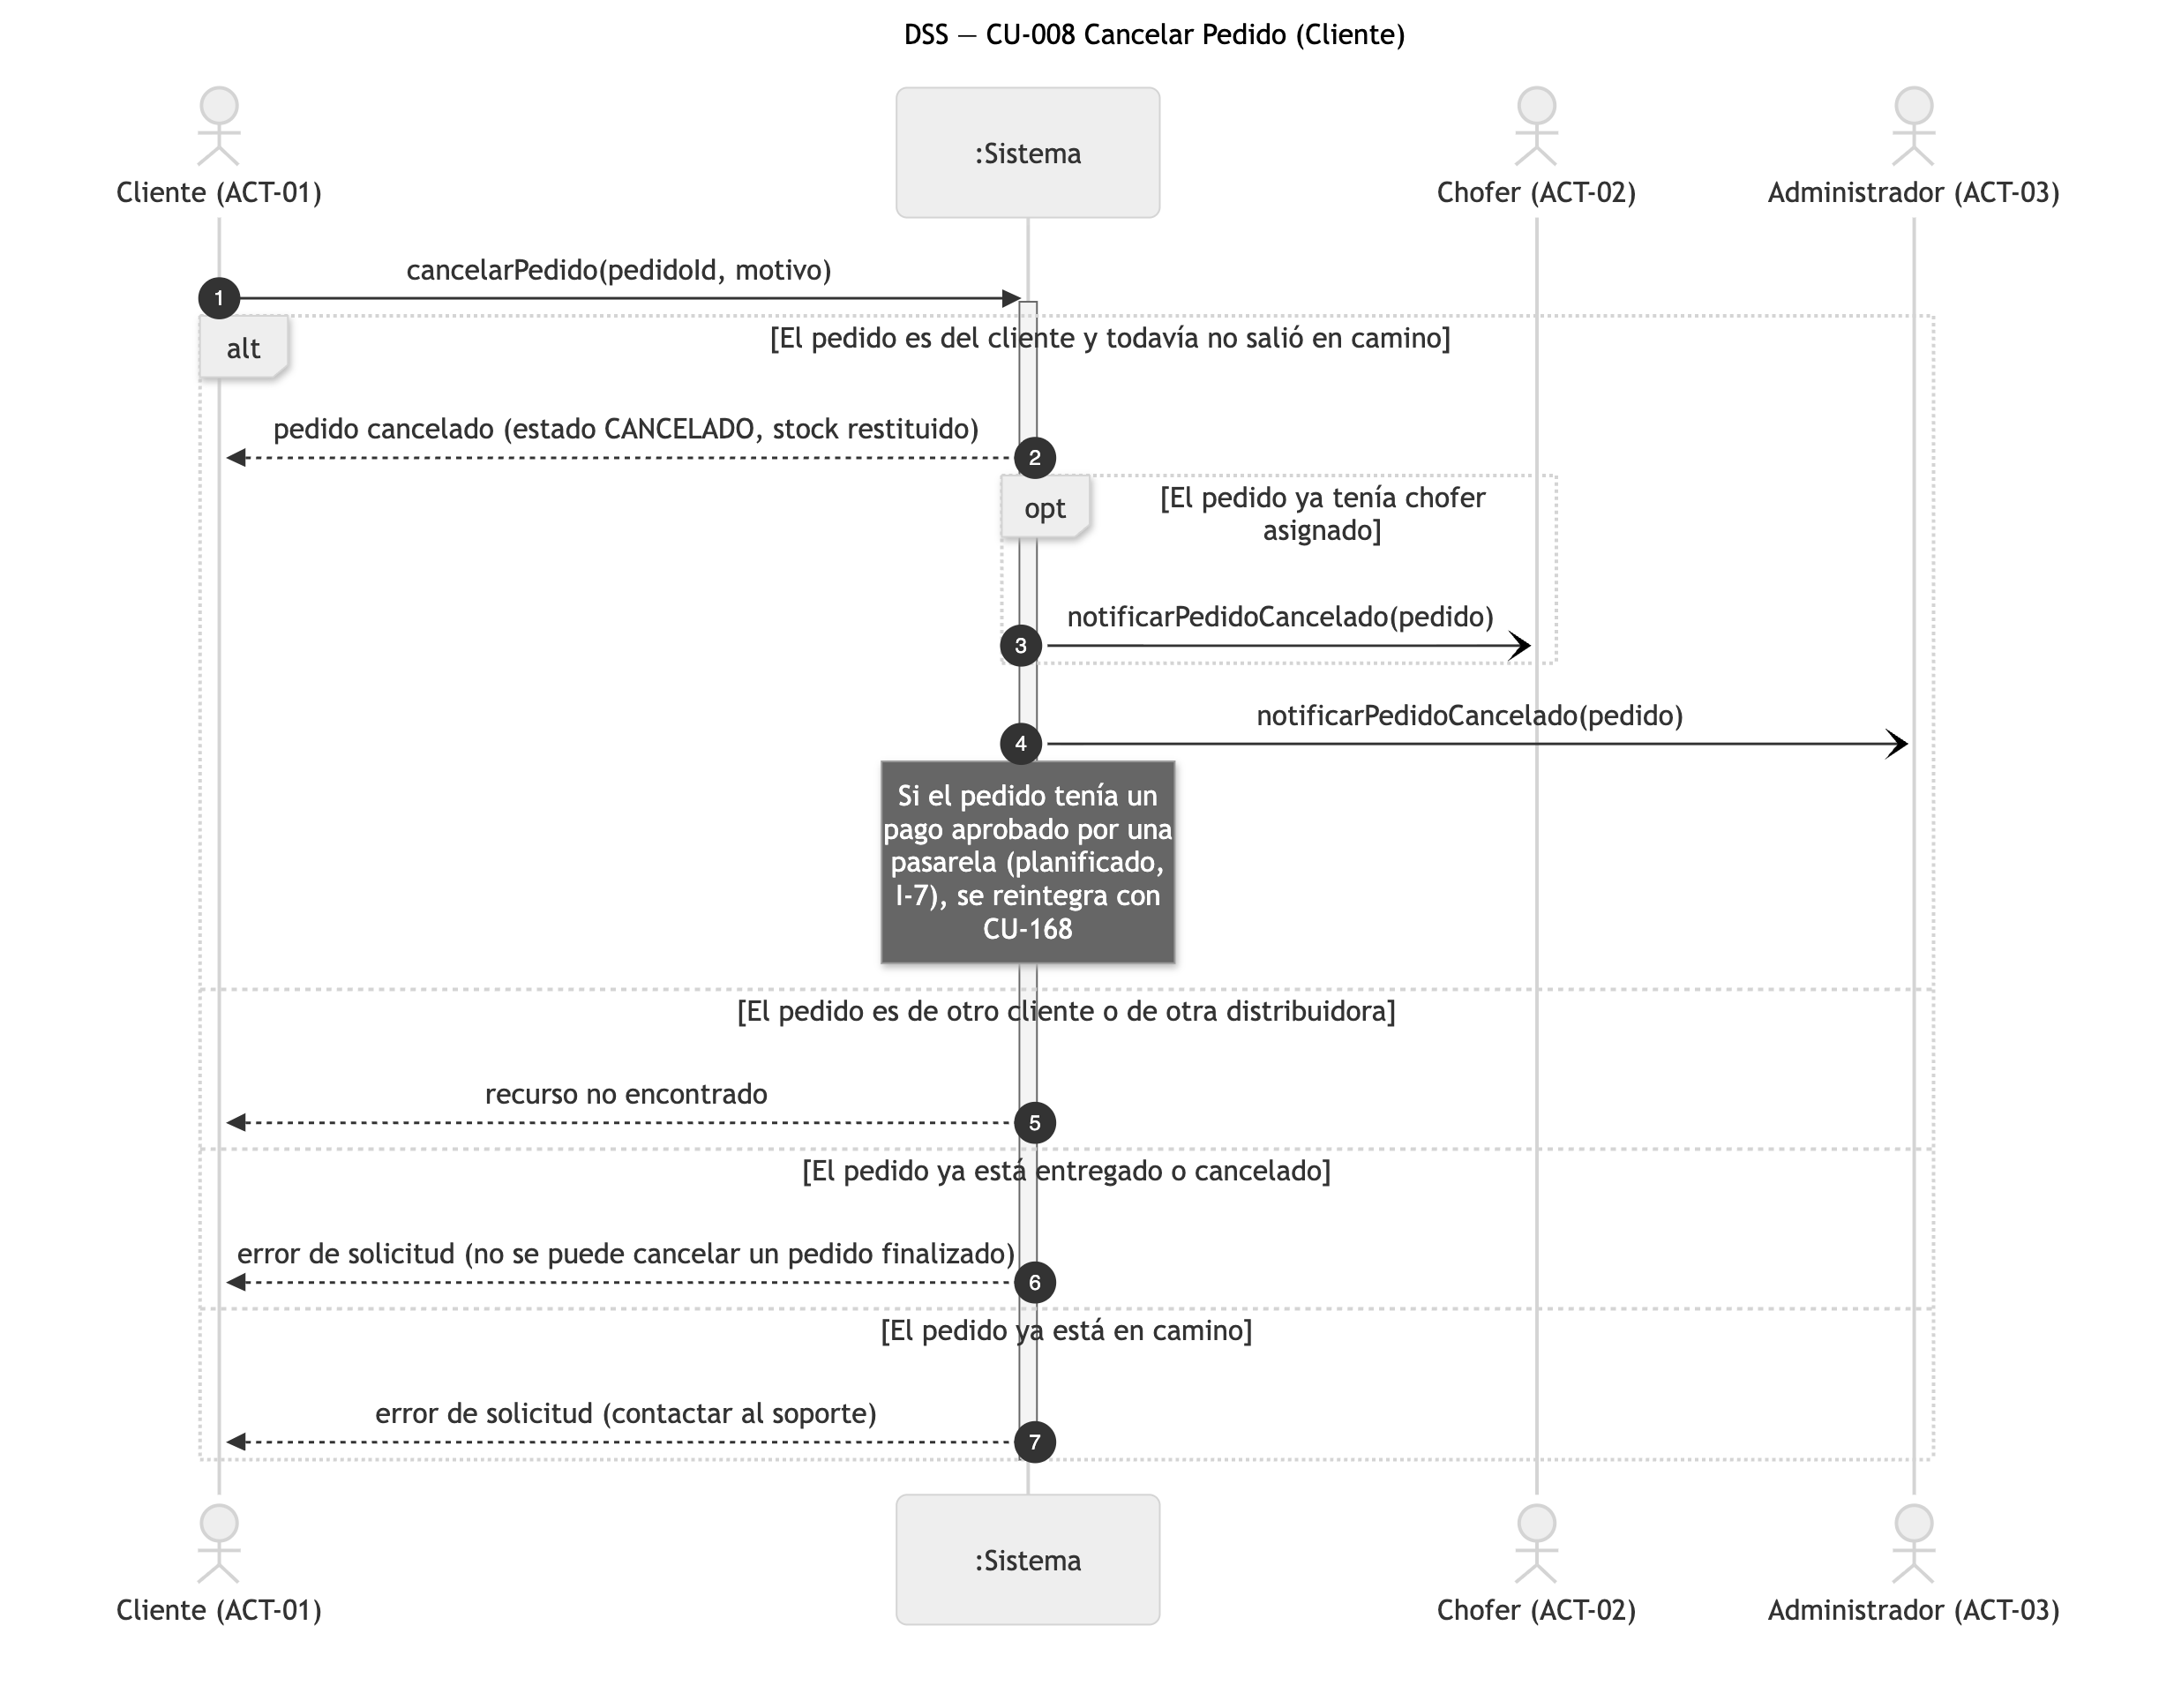 DSS — CU-008 Cancelar Pedido (Cliente)
Cliente (ACT-01)
:Sistema
Chofer (ACT-02)
Administrador (ACT-03)
cancelarPedido(pedidoId, motivo)
1
alt
[El pedido es del cliente y todavía no salió en camino]
pedido cancelado (estado CANCELADO, stock restituido)
2
opt
[El pedido ya tenía chofer
asignado]
notificarPedidoCancelado(pedido)
3
notificarPedidoCancelado(pedido)
4
Si el pedido tenía un
pago aprobado por una
pasarela (planificado,
I-7), se reintegra con
CU-168
[El pedido es de otro cliente o de otra distribuidora]
recurso no encontrado
5
[El pedido ya está entregado o cancelado]
error de solicitud (no se puede cancelar un pedido finalizado)
6
[El pedido ya está en camino]
error de solicitud (contactar al soporte)
7
Cliente (ACT-01)
:Sistema
Chofer (ACT-02)
Administrador (ACT-03)